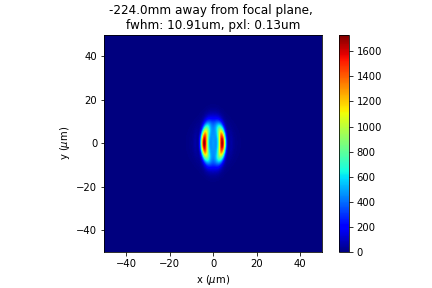 -224.0mm away from focal plane,
fwhm: 10.91um, pxl: 0.13um
1600
1400
1200
1000
800
600
400
200
0
40
20
0
−20
−40
y (μm)
−40 −20 0 20 40
x (μm)